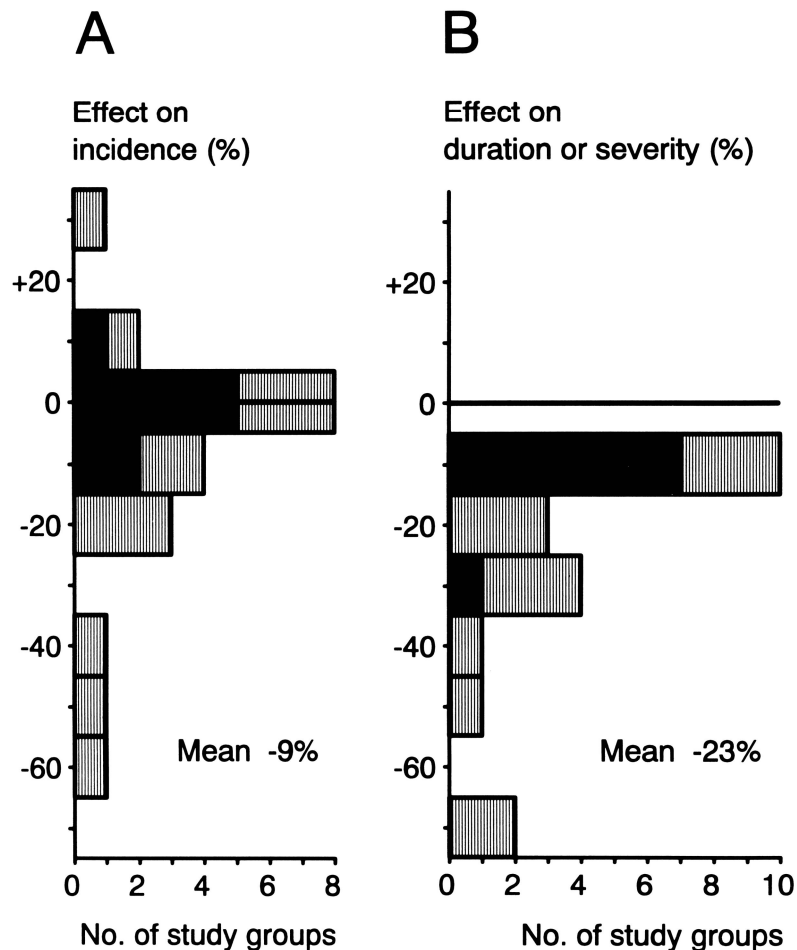 A
Effect on
incidence (%)
+20
0
-20
-40
-60
Mean -9%
0 2 4 6 8
No. of study groups
B
Effect on
duration or severity (%)
+20
0
-20
-40
-60
Mean -23%
0 2 4 6 8 10
No. of study groups